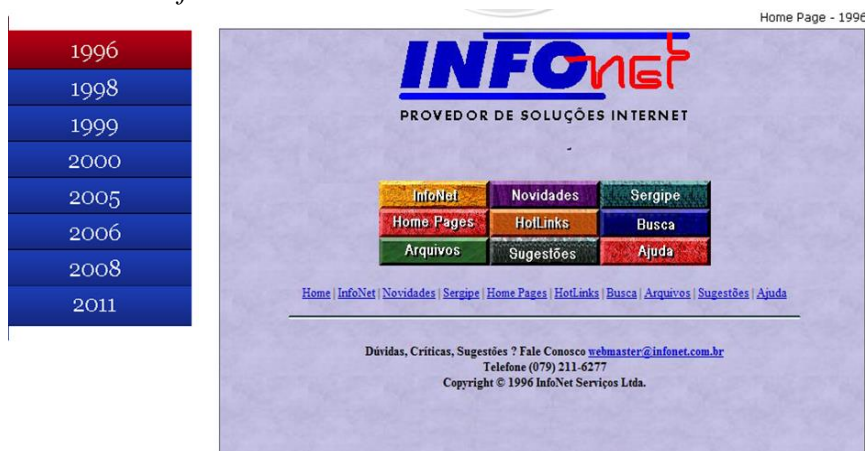 Home Page - 1996
1996
1998
1999
2000
2005
2006
2008
2011
INFOnet
PROVEDOR DE SOLUÇÕES INTERNET
InfoNet Novidades Sergipe
Home Pages HotLinks Busca
Arquivos Sugestões Ajuda
Home | InfoNet | Novidades | Sergipe | Home Pages | HotLinks | Busca | Arquivos | Sugestões | Ajuda
Dúvidas, Críticas, Sugestões ? Fale Conosco webmaster@infonet.com.br
Telefone (079) 211-6277
Copyright © 1996 InfoNet Serviços Ltda.